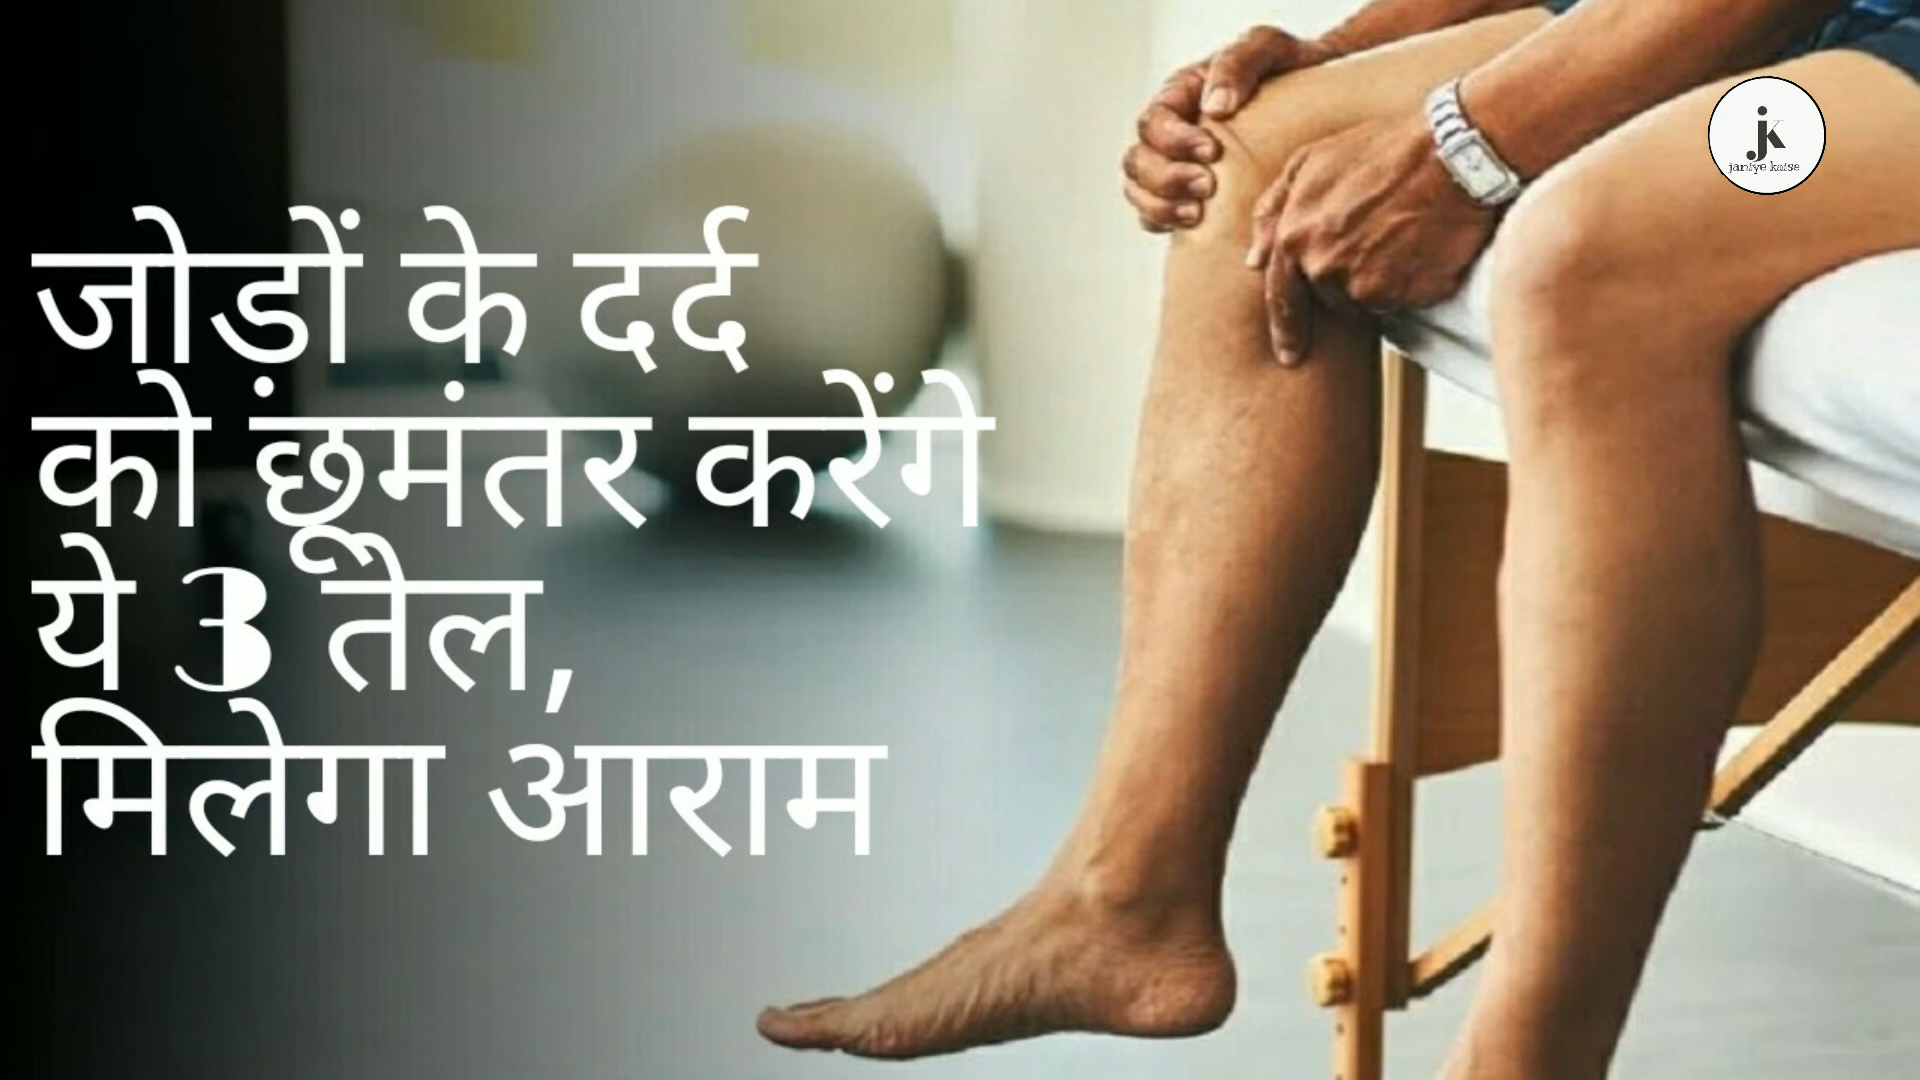 जोड़ों के दर्द
को छूंमंतर करेंगे
ये 3 तेल,
मिलेगा आराम
jk
janiye kaise